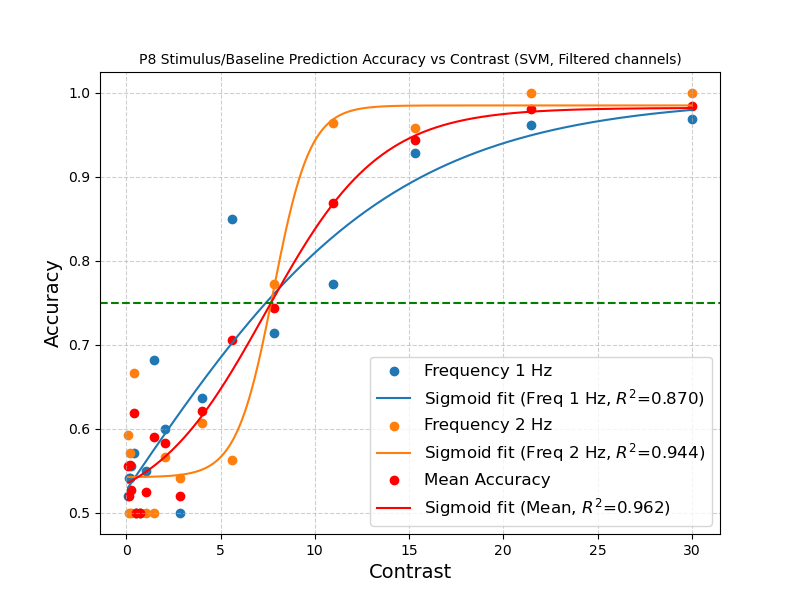 P8 Stimulus/Baseline Prediction Accuracy vs Contrast (SVM, Filtered channels)
1.0
0.9
0.8
0.7
0.6
0.5
Accuracy
Frequency 1 Hz
Sigmoid fit (Freq 1 Hz, R²=0.870)
Frequency 2 Hz
Sigmoid fit (Freq 2 Hz, R²=0.944)
Mean Accuracy
Sigmoid fit (Mean, R²=0.962)
0 5 10 15 20 25 30
Contrast